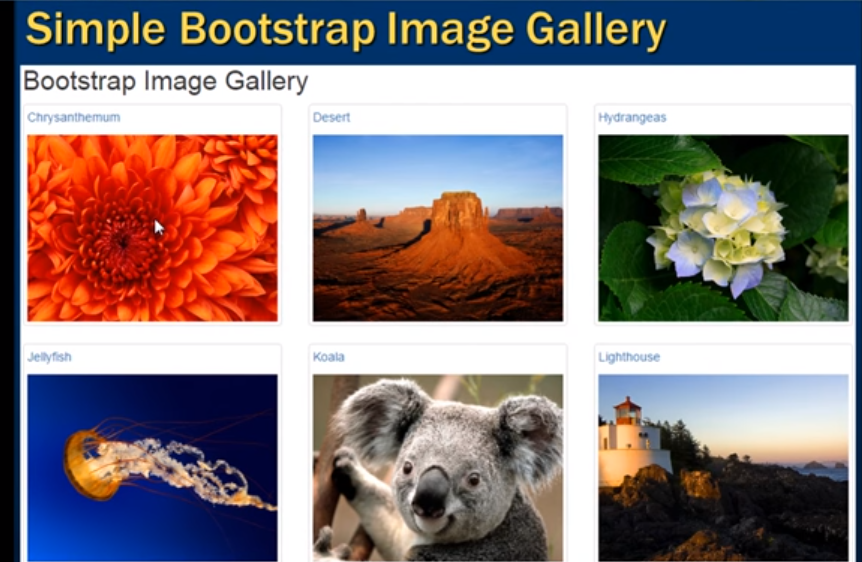 Simple Bootstrap Image Gallery
Bootstrap Image Gallery
Chrysanthemum
Desert
Hydrangeas
Jellyfish
Koala
Lighthouse